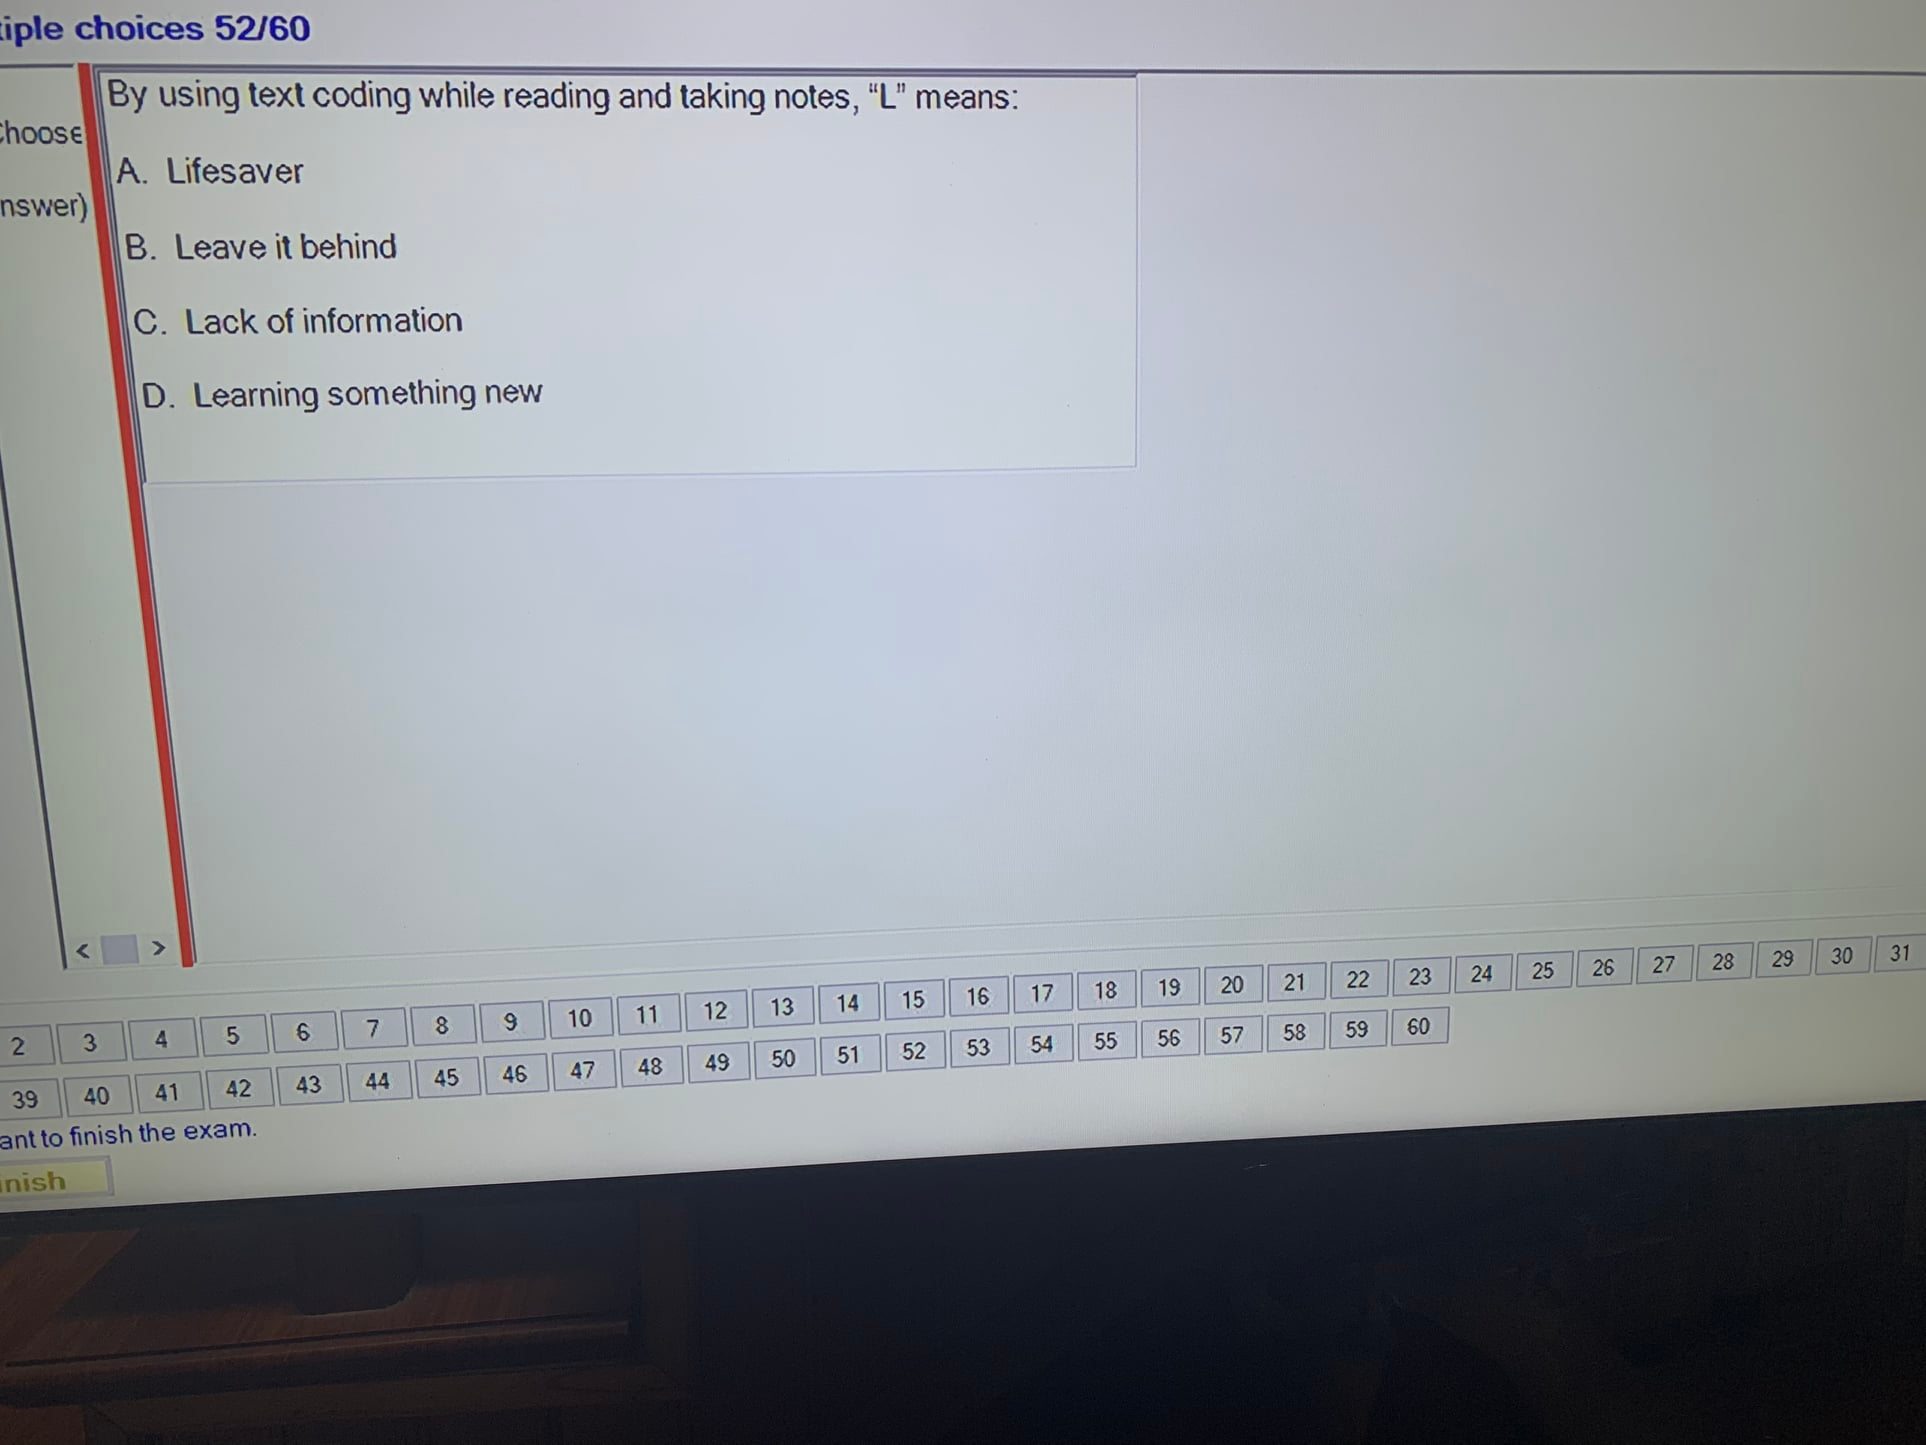 tiple choices 52/60
By using text coding while reading and taking notes, “L” means:
Choose
A. Lifesaver
nswer)
B. Leave it behind
C. Lack of information
D. Learning something new
< >
2 3 4 5 6 7 8 9 10 11 12 13 14 15 16 17 18 19 20 21 22 23 24 25 26 27 28 29 30 31
39 40 41 42 43 44 45 46 47 48 49 50 51 52 53 54 55 56 57 58 59 60
ant to finish the exam.
inish